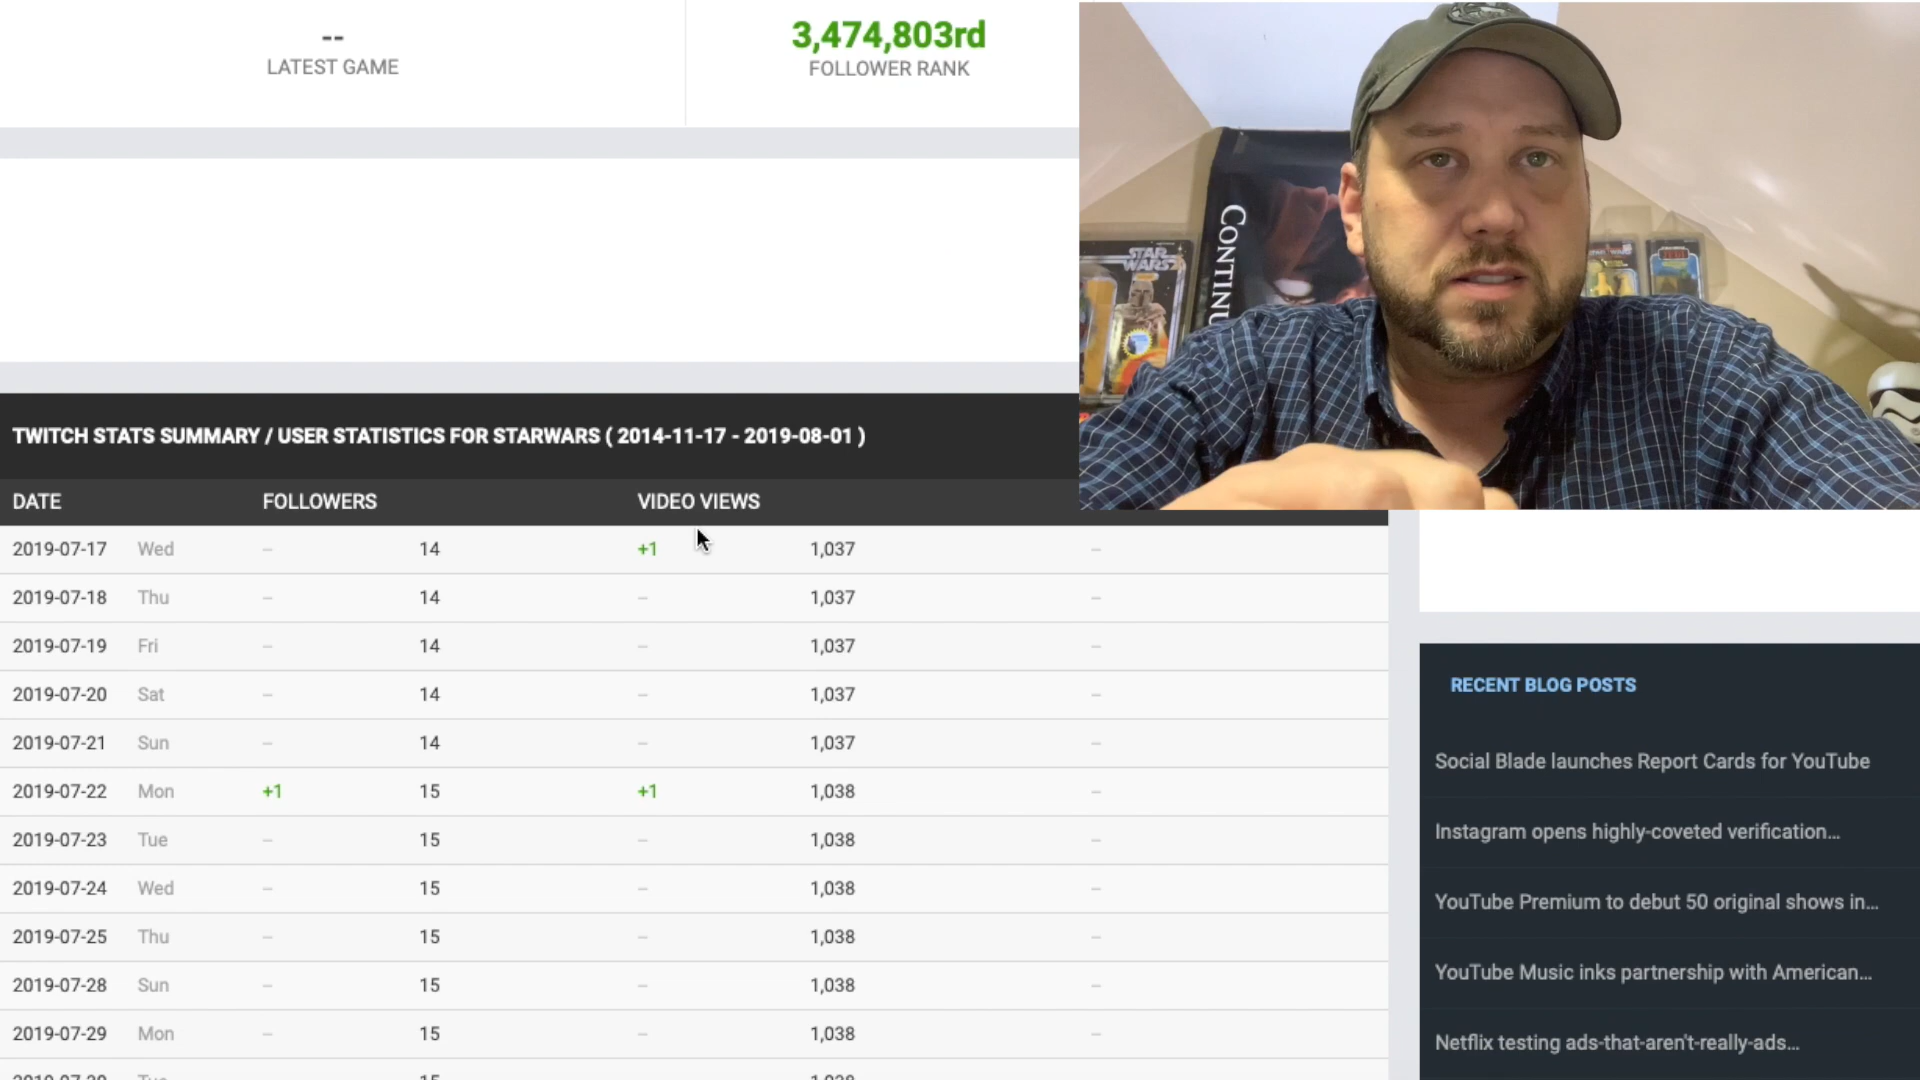 --
LATEST GAME
3,474,803rd
FOLLOWER RANK
STAR
WARS
CONTINU
TWITCH STATS SUMMARY / USER STATISTICS FOR STARWARS ( 2014-11-17 - 2019-08-01 )
DATE FOLLOWERS VIDEO VIEWS
2019-07-17 Wed -- 14 +1 1,037 --
2019-07-18 Thu -- 14 -- 1,037 --
2019-07-19 Fri -- 14 -- 1,037 --
2019-07-20 Sat -- 14 -- 1,037 --
2019-07-21 Sun -- 14 -- 1,037 --
2019-07-22 Mon +1 15 +1 1,038 --
2019-07-23 Tue -- 15 -- 1,038 --
2019-07-24 Wed -- 15 -- 1,038 --
2019-07-25 Thu -- 15 -- 1,038 --
2019-07-28 Sun -- 15 -- 1,038 --
2019-07-29 Mon -- 15 -- 1,038 --
RECENT BLOG POSTS
Social Blade launches Report Cards for YouTube
Instagram opens highly-coveted verification...
YouTube Premium to debut 50 original shows in...
YouTube Music inks partnership with American...
Netflix testing ads-that-aren't-really-ads...